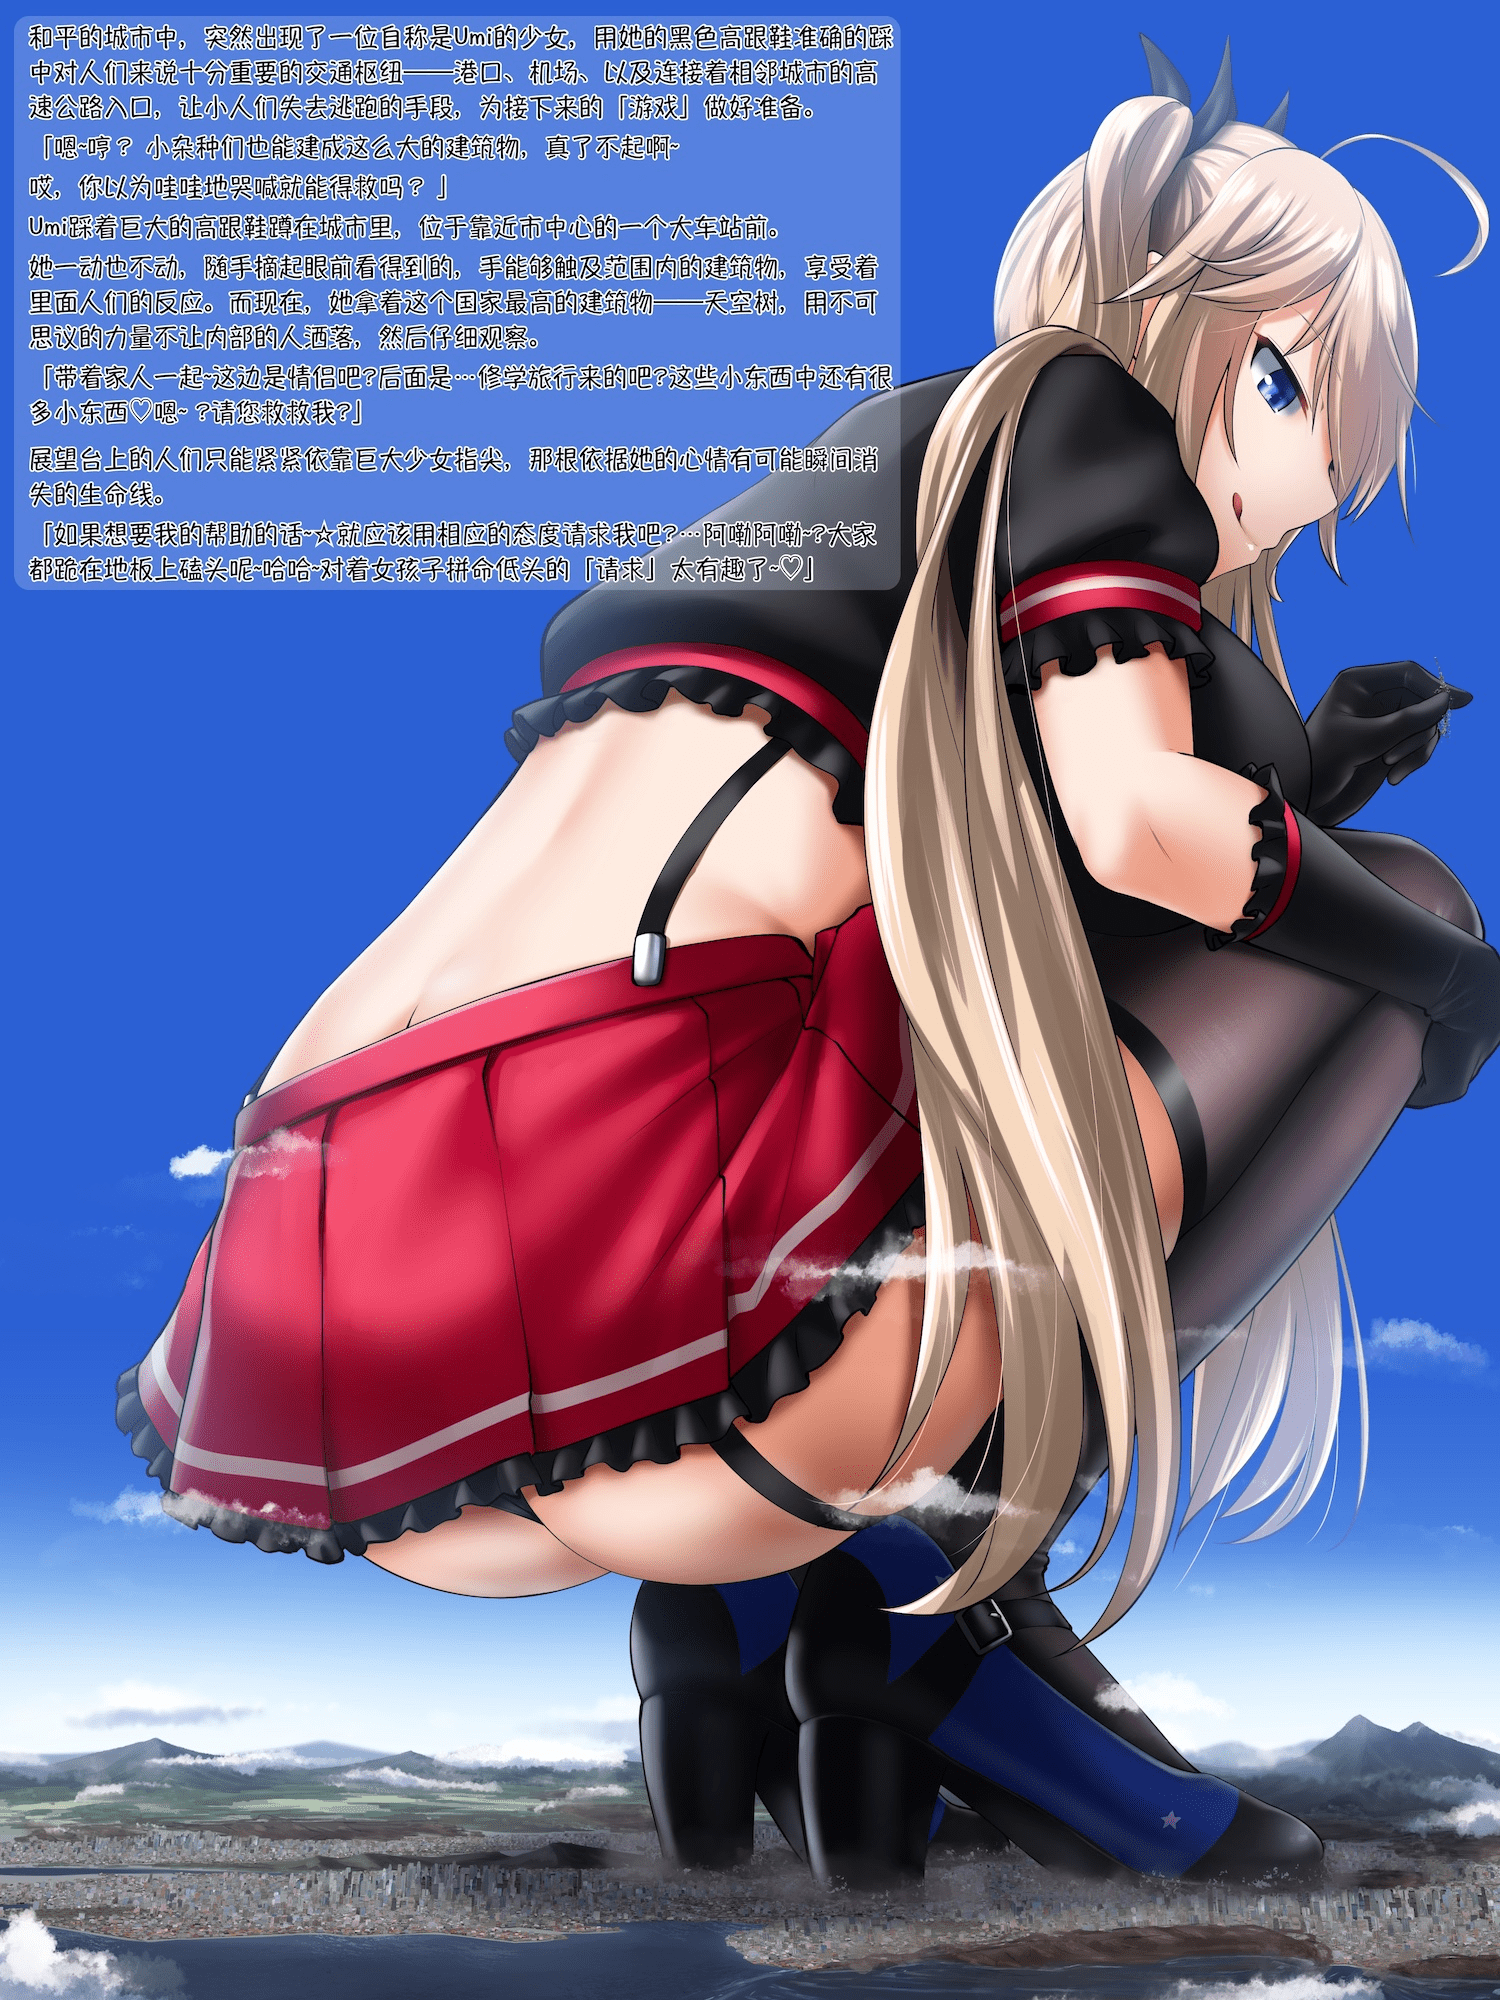 和平的城市中，突然出现了一位自称是Umi的少女，用她的黑色高跟鞋准确的踩
中对人们来说十分重要的交通枢纽——港口、机场、以及连接着相邻城市的高
速公路入口，让小人们失去逃跑的手段，为接下来的「游戏」做好准备。
「嗯~哼？ 小杂种们也能建成这么大的建筑物，真了不起啊~
哎，你以为哇哇地哭喊就能得救吗？」
Umi踩着巨大的高跟鞋蹲在城市里，位于靠近市中心的一个大车站前。
她一动也不动，随手摘起眼前看得到的，手能够触及范围内的建筑物，享受着
里面人们的反应。而现在，她拿着这个国家最高的建筑物——天空树，用不可
思议的力量不让内部的人洒落，然后仔细观察。
「带着家人一起~这边是情侣吧?后面是…修学旅行来的吧?这些小东西中还有很
多小东西♡嗯~ ?请您救救我?」
展望台上的人们只能紧紧依靠巨大少女指尖，那根依据她的心情有可能瞬间消
失的生命线。
「如果想要我的帮助的话~☆就应该用相应的态度请求我吧?…阿嘞阿嘞~?大家
都跪在地板上磕头呢~哈哈~对着女孩子拼命低头的「请求」太有趣了~♡」